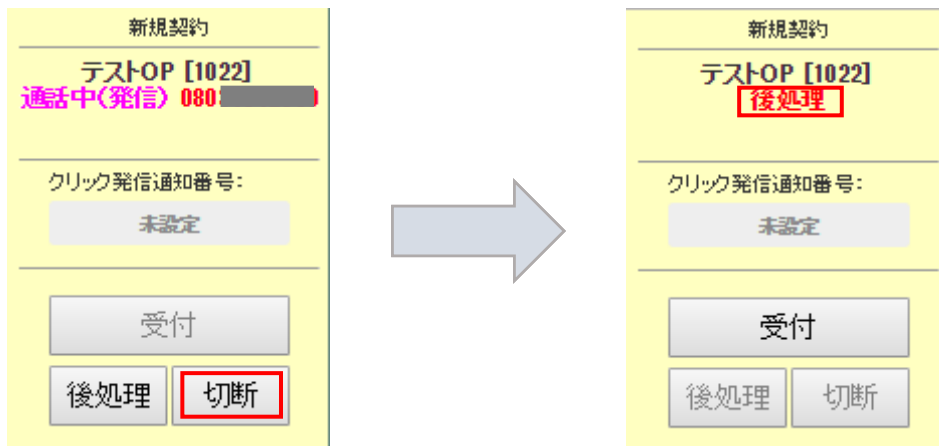 新規契約
テストOP [1022]
通話中(発信) 080
クリック発信通知番号:
未設定
受付
後処理 切断
新規契約
テストOP [1022]
後処理
クリック発信通知番号:
未設定
受付
後処理 切断